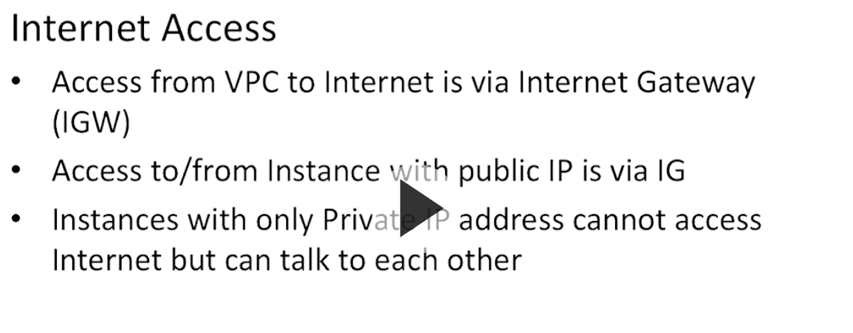 Internet Access
• Access from VPC to Internet is via Internet Gateway
(IGW)
• Access to/from Instance with public IP is via IG
• Instances with only Private IP address cannot access
Internet but can talk to each other